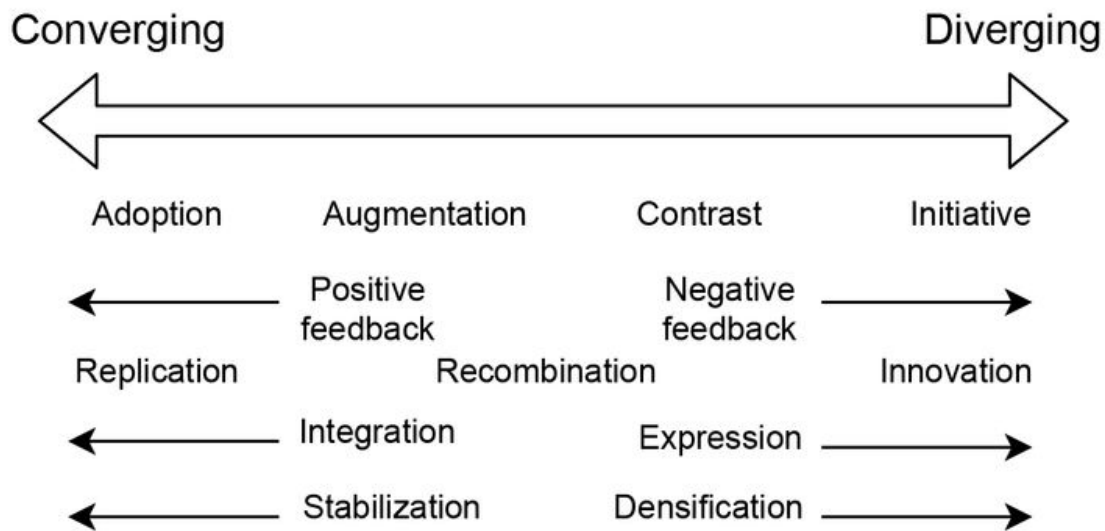 Converging Diverging
Adoption Augmentation Contrast Initiative
Positive feedback Negative feedback
Replication Recombination Innovation
Integration Expression
Stabilization Densification